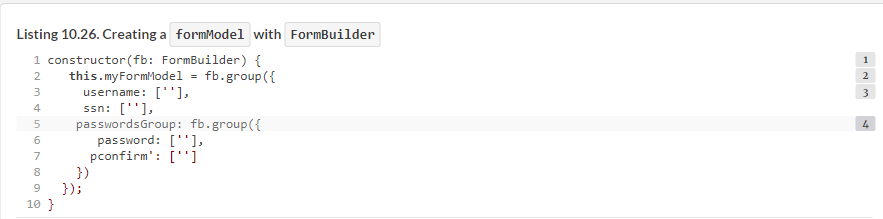 Listing 10.26. Creating a formModel with FormBuilder
1 constructor(fb: FormBuilder) { 1
2 this.myFormModel = fb.group({ 2
3 username: [''], 3
4 ssn: [''],
5 passwordsGroup: fb.group({ 4
6 password: [''],
7 pconfirm': ['']
8 })
9 });
10 }